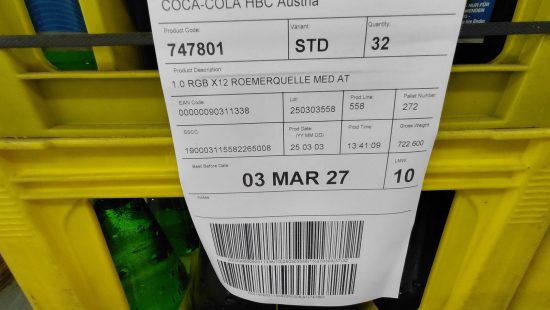 COCA-COLA HBC Austria
Product Code: Variant: Quantity:
747801 STD 32
Product Description:
1.0 RGB X12 ROEMERQUELLE MED AT
EAN Code: Lot: Prod Line: Pallet Number:
00000090311338 250303558 558 272
SSCC: Prod Date: (YY MM DD) Prod Time: Gross Weight:
190003115582265008 25 03 03 13:41:09 722.600
Best Before Date: LMW:
03 MAR 27 10
Notes: